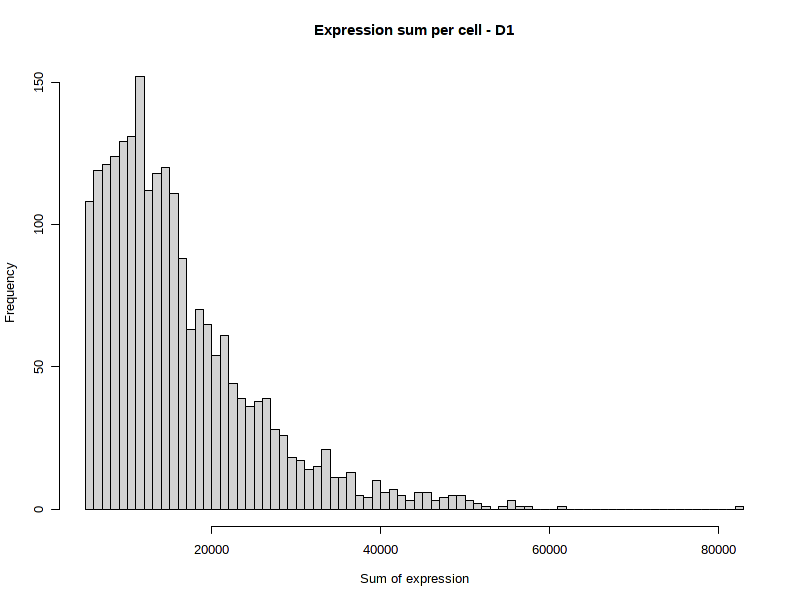 Expression sum per cell - D1
Frequency
150
100
50
0
20000 40000 60000 80000
Sum of expression